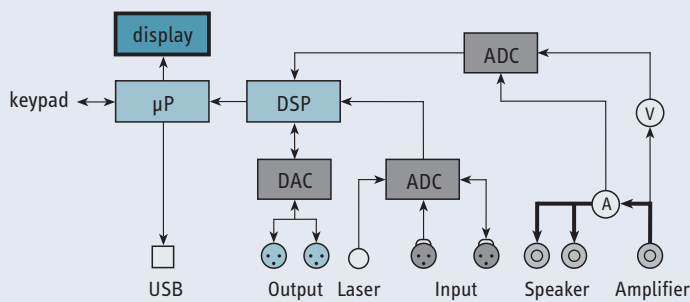 display
ADC
keypad
µP
DSP
V
DAC
ADC
A
USB
Output
Laser
Input
Speaker
Amplifier